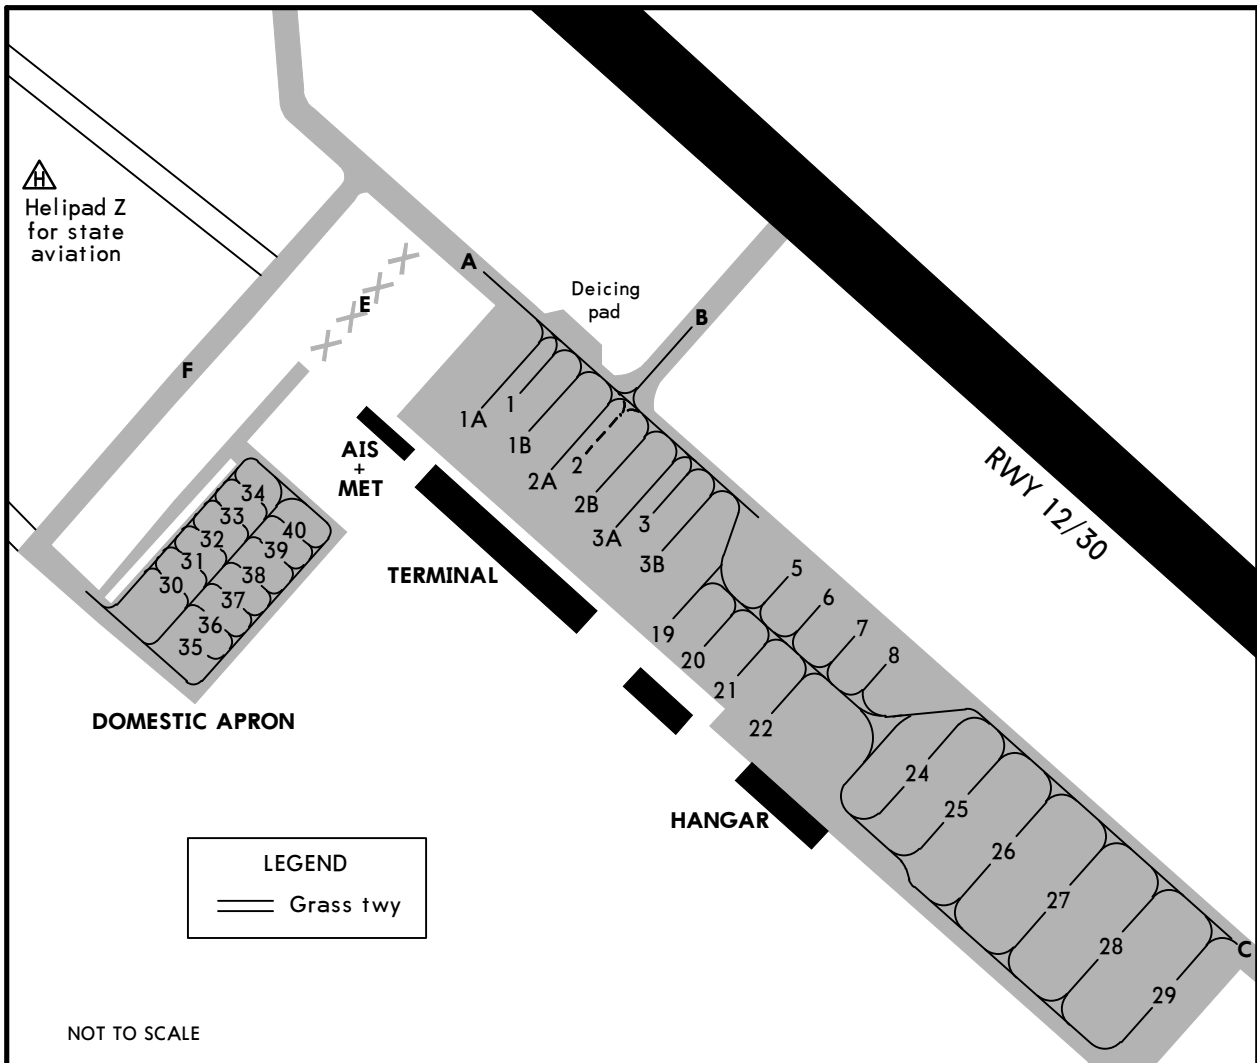 H
Helipad Z
for state
aviation
A
Deicing
pad
B
E
F
1A
1
1B
2A
2
2B
3A
3
3B
AIS
+
MET
TERMINAL
RWY 12/30
34
33
32
31
30
40
39
38
37
36
35
DOMESTIC APRON
5
6
7
8
19
20
21
22
HANGAR
24
25
26
27
28
29
C
LEGEND
Grass twy
NOT TO SCALE